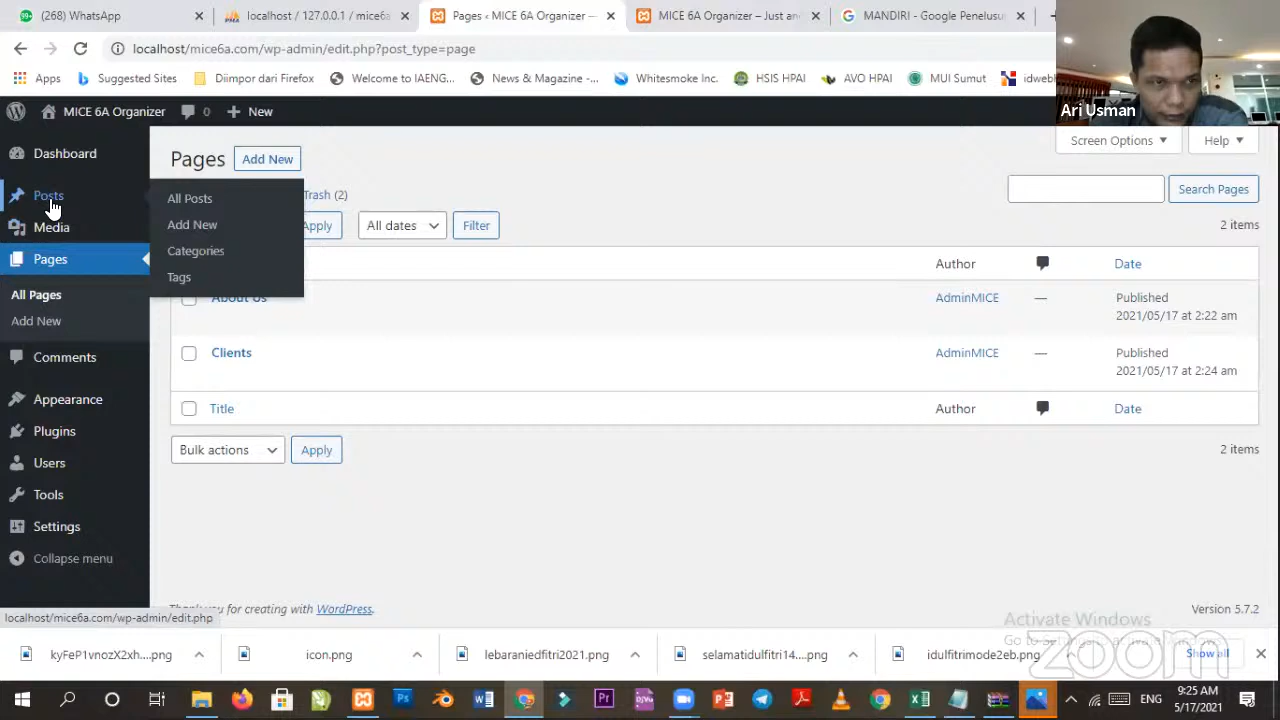 (268) WhatsApp
localhost / 127.0.0.1 / mice6a
Pages ‹ MICE 6A Organizer —
MICE 6A Organizer – Just an
MANDIRI - Google Penelusu
localhost/mice6a.com/wp-admin/edit.php?post_type=page
Apps
Suggested Sites
Diimpor dari Firefox
Welcome to IAENG...
News & Magazine -...
Whitesmoke Inc.
HSIS HPAI
AVO HPAI
MUI Sumut
idwebh
Ari Usman
MICE 6A Organizer
0
New
Screen Options
Help
Dashboard
Posts
Media
Pages
All Pages
Add New
Comments
Appearance
Plugins
Users
Tools
Settings
Collapse menu
All Posts
Add New
Categories
Tags
Pages
Add New
Trash (2)
Search Pages
Apply
All dates
Filter
2 items
Author
Date
About Us
AdminMICE
—
Published
2021/05/17 at 2:22 am
Clients
AdminMICE
—
Published
2021/05/17 at 2:24 am
Title
Author
Date
Bulk actions
Apply
2 items
Thank you for creating with WordPress.
Version 5.7.2
localhost/mice6a.com/wp-admin/edit.php
Activate Windows
zoom
kyFeP1vnozX2xh....png
icon.png
lebaraniedfitri2021.png
selamatidulfitri14....png
idulfitrimode2eb.png
Show all
ENG
9:25 AM
5/17/2021